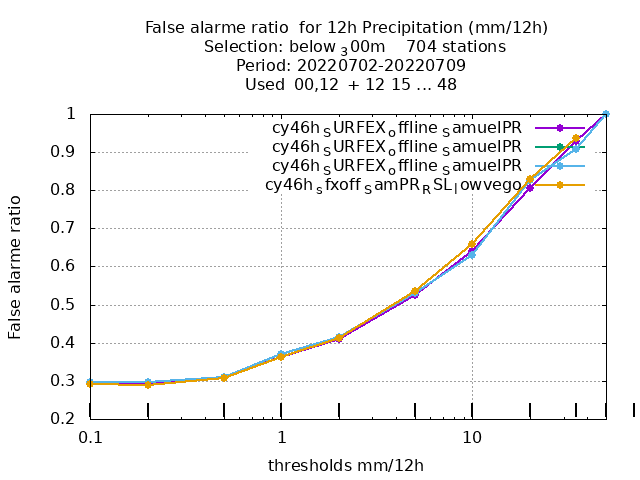 False alarme ratio for 12h Precipitation (mm/12h)
Selection: below 300m 704 stations
Period: 20220702-20220709
Used 00,12 + 12 15 ... 48
1
cy46h SURFEX offline SamuelPR
cy46h SURFEX offline SamuelPR
cy46h SURFEX offline SamuelPR
cy46h sfxoff SamPR RSL lowvego
0.9
0.8
0.7
0.6
0.5
0.4
0.3
0.2
False alarme ratio
0.1
1
10
thresholds mm/12h